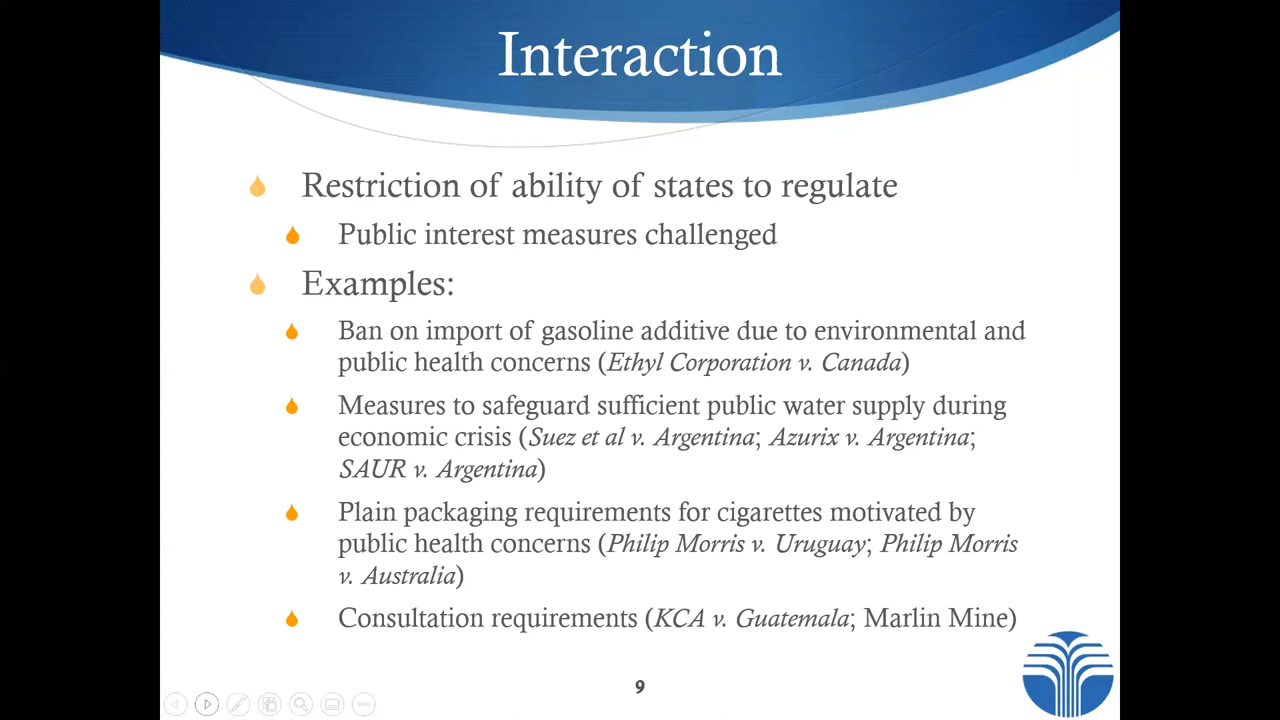 Interaction
Restriction of ability of states to regulate
Public interest measures challenged
Examples:
Ban on import of gasoline additive due to environmental and
public health concerns (Ethyl Corporation v. Canada)
Measures to safeguard sufficient public water supply during
economic crisis (Suez et al v. Argentina; Azurix v. Argentina;
SAUR v. Argentina)
Plain packaging requirements for cigarettes motivated by
public health concerns (Philip Morris v. Uruguay; Philip Morris
v. Australia)
Consultation requirements (KCA v. Guatemala; Marlin Mine)
9